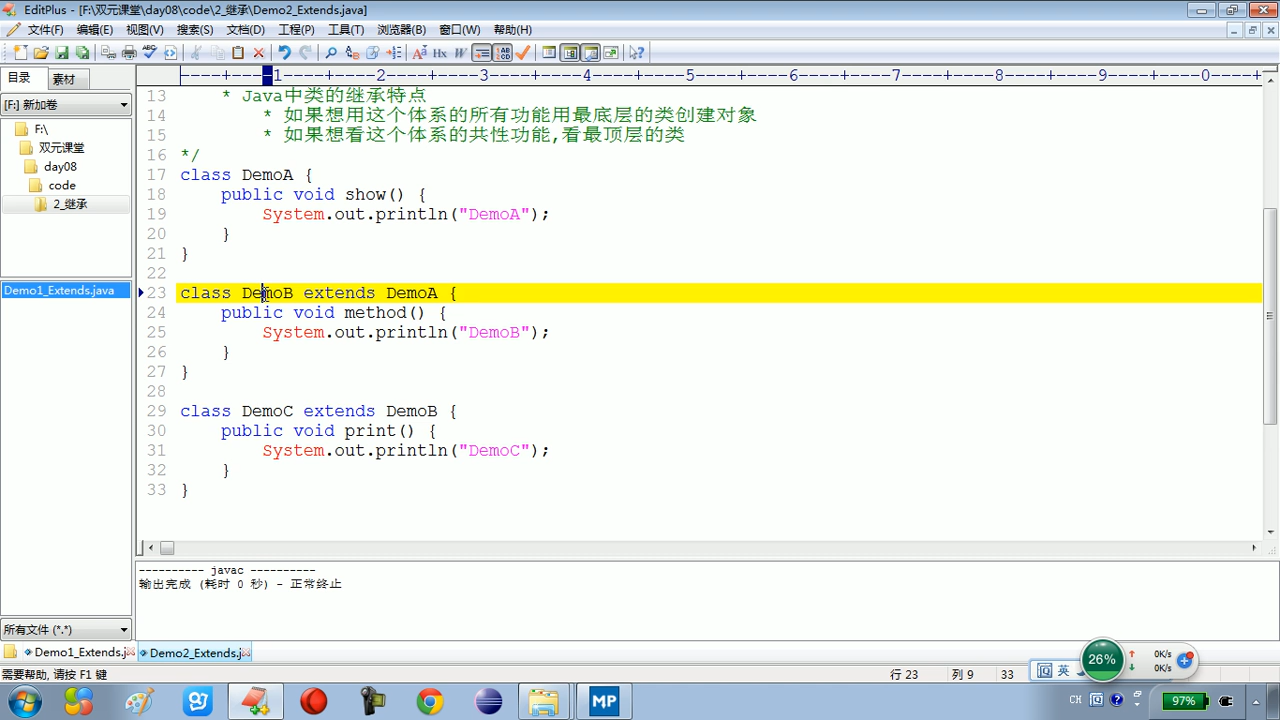 EditPlus - [F:\双元课堂\day08\code\2_继承\Demo2_Extends.java]
文件(F) 编辑(E) 视图(V) 搜索(S) 文档(D) 工程(P) 工具(T) 浏览器(B) 窗口(W) 帮助(H)
目录 素材
----+----1----+----2----+----3----+----4----+----5----+----6----+----7----+----8----+----9----+----0----+
[F:] 新加卷
F:\
双元课堂
day08
code
2_继承
Demo1_Extends.java
所有文件 (*.*)
13 * Java中类的继承特点
14 * 如果想用这个体系的所有功能用最底层的类创建对象
15 * 如果想看这个体系的共性功能,看最顶层的类
16 */
17 class DemoA {
18 public void show() {
19 System.out.println("DemoA");
20 }
21 }
22
23 class DemoB extends DemoA {
24 public void method() {
25 System.out.println("DemoB");
26 }
27 }
28
29 class DemoC extends DemoB {
30 public void print() {
31 System.out.println("DemoC");
32 }
33 }
---------- javac ----------
输出完成 (耗时 0 秒) - 正常终止
Demo1_Extends.j Demo2_Extends.j
需要帮助, 请按 F1 键 行 23 列 9 33
英 26% 0K/s
0K/s
MP CH 97%